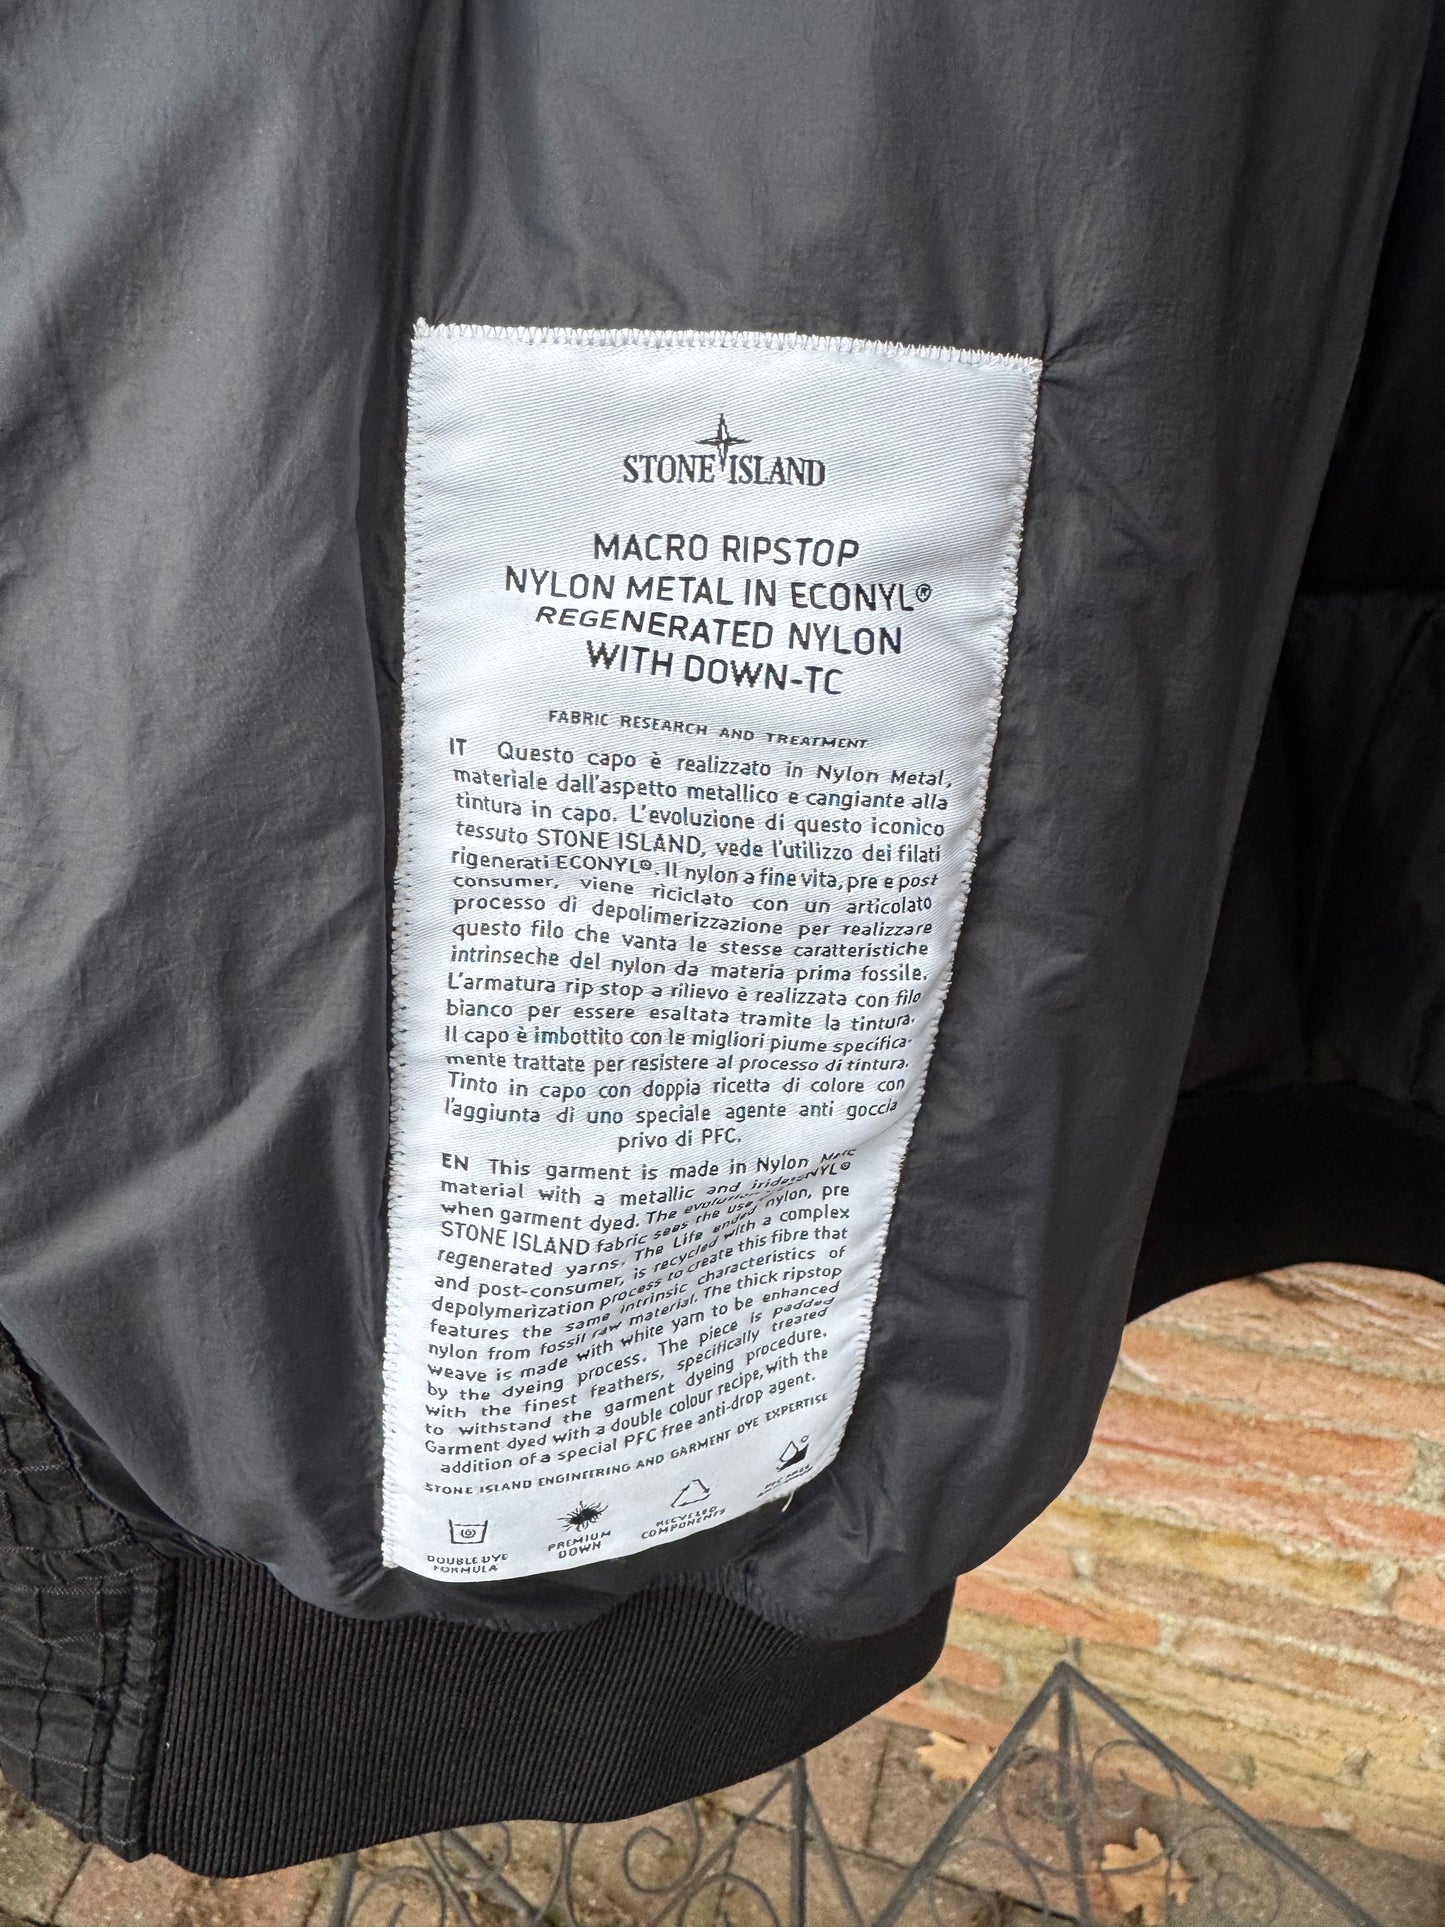 STONE ISLAND
MACRO RIPSTOP
NYLON METAL IN ECONYL®
REGENERATED NYLON
WITH DOWN-TC
FABRIC RESEARCH AND TREATMENT
IT Questo capo è realizzato in Nylon Metal,
materiale dall'aspetto metallico e cangiante alla
tintura in capo. L'evoluzione di questo iconico
tessuto STONE ISLAND, vede l'utilizzo dei filati
rigenerati ECONYL®. Il nylon a fine vita, pre e post
consumer, viene riciclato con un articolato
processo di depolimerizzazione per realizzare
questo filo che vanta le stesse caratteristiche
intrinseche del nylon da materia prima fossile.
L'armatura rip stop a rilievo è realizzata con filo
bianco per essere esaltata tramite la tintura.
Il capo è imbottito con le migliori piume specifica-
mente trattate per resistere al processo di tintura.
Tinto in capo con doppia ricetta di colore con
l'aggiunta di uno speciale agente anti goccia
privo di PFC.
EN This garment is made in Nylon
material with a metallic and
when garment dyed. The
STONE ISLAND fabric sees the use
regenerated yarns. The Life ended nylon, pre
and post-consumer, is recycled with a complex
depolymerization process to create this fibre that
features the same intrinsic characteristics of
nylon from fossil raw material. The thick ripstop
weave is made with white yarn to be enhanced
by the dyeing process. The piece is padded
with the finest feathers, specifically treated
to withstand the garment dyeing procedure.
Garment dyed with a double colour recipe, with the
addition of a special PFC free anti-drop agent.
STONE ISLAND ENGINEERING AND GARMENT DYE EXPERTISE
DOUBLE DYE
FORMULA
PREMIUM
DOWN
RECYCLED
COMPONENTS